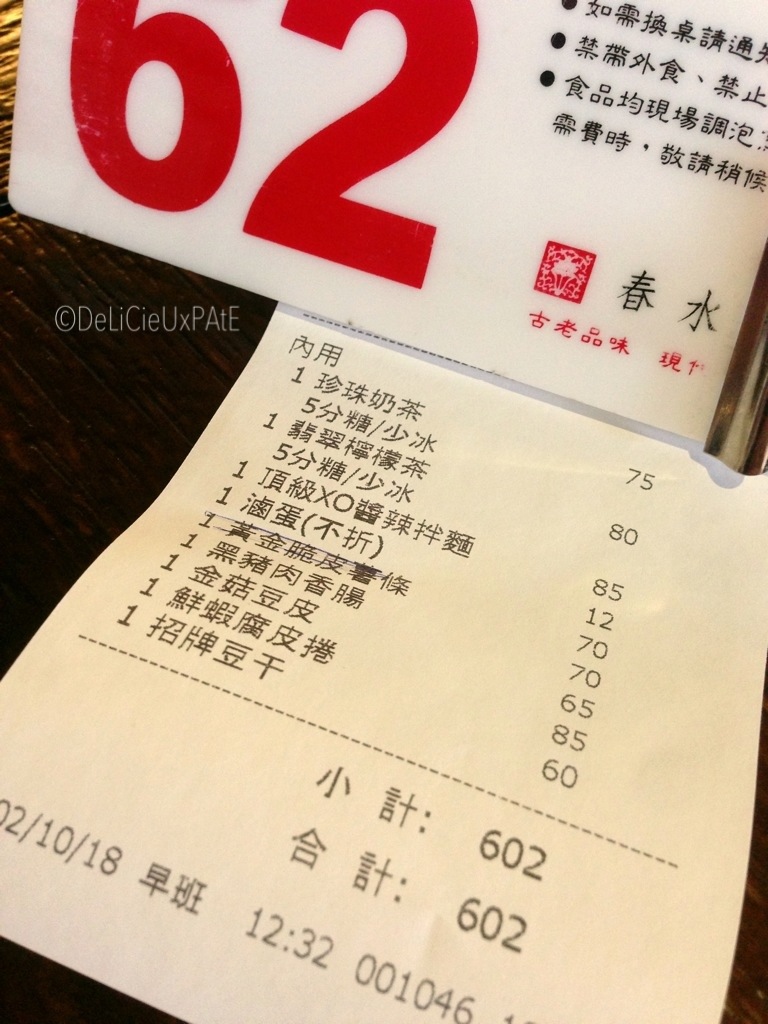 62
如需換桌請通知
禁帶外食、禁止
食品均現場調泡
需費時,敬請稍候
春水
古老品味 現
©DeLiCieUxPAtE
內用
1 珍珠奶茶 75
5分糖/少冰
1 翡翠檸檬茶 80
5分糖/少冰
1 頂級XO醬辣拌麵 85
1 滷蛋(不折) 12
1 黃金脆皮薯條 70
1 黑豬肉香腸 70
1 金菇豆皮 65
1 鮮蝦腐皮捲 85
1 招牌豆干 60
小 計: 602
合 計: 602
02/10/18 早班 12:32 001046